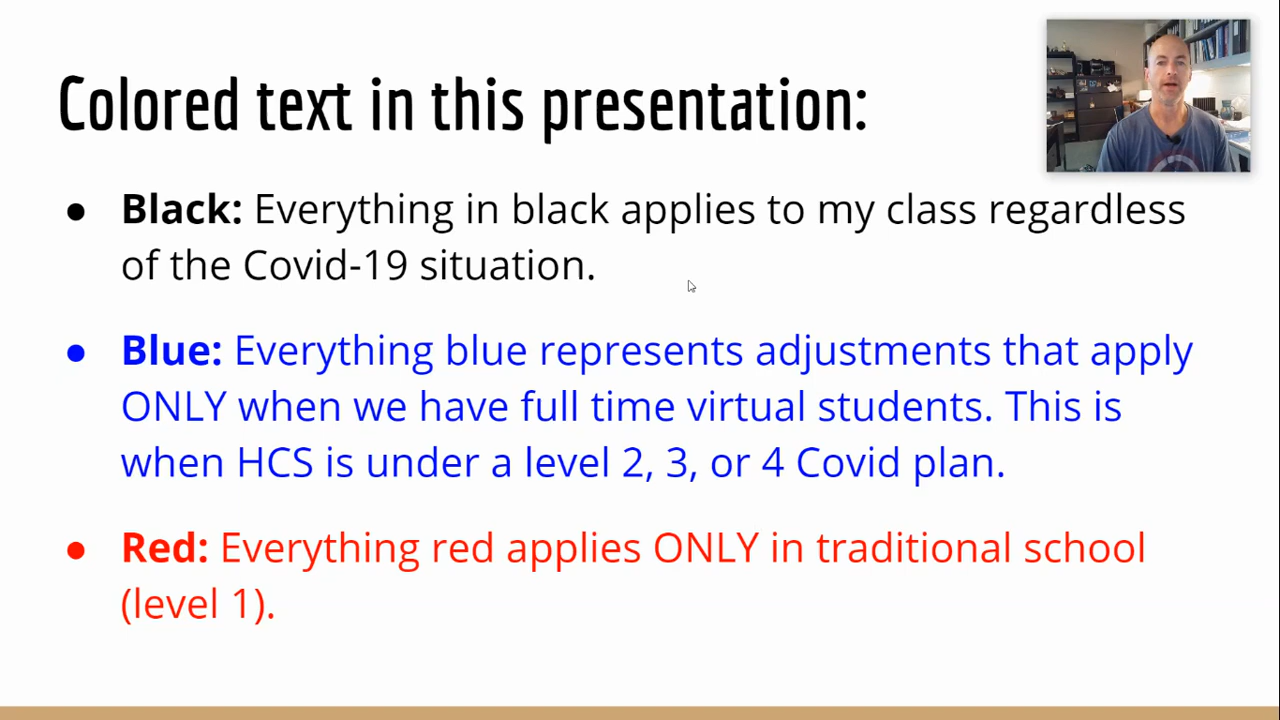 Colored text in this presentation:
● Black: Everything in black applies to my class regardless
of the Covid-19 situation.
● Blue: Everything blue represents adjustments that apply
ONLY when we have full time virtual students. This is
when HCS is under a level 2, 3, or 4 Covid plan.
● Red: Everything red applies ONLY in traditional school
(level 1).